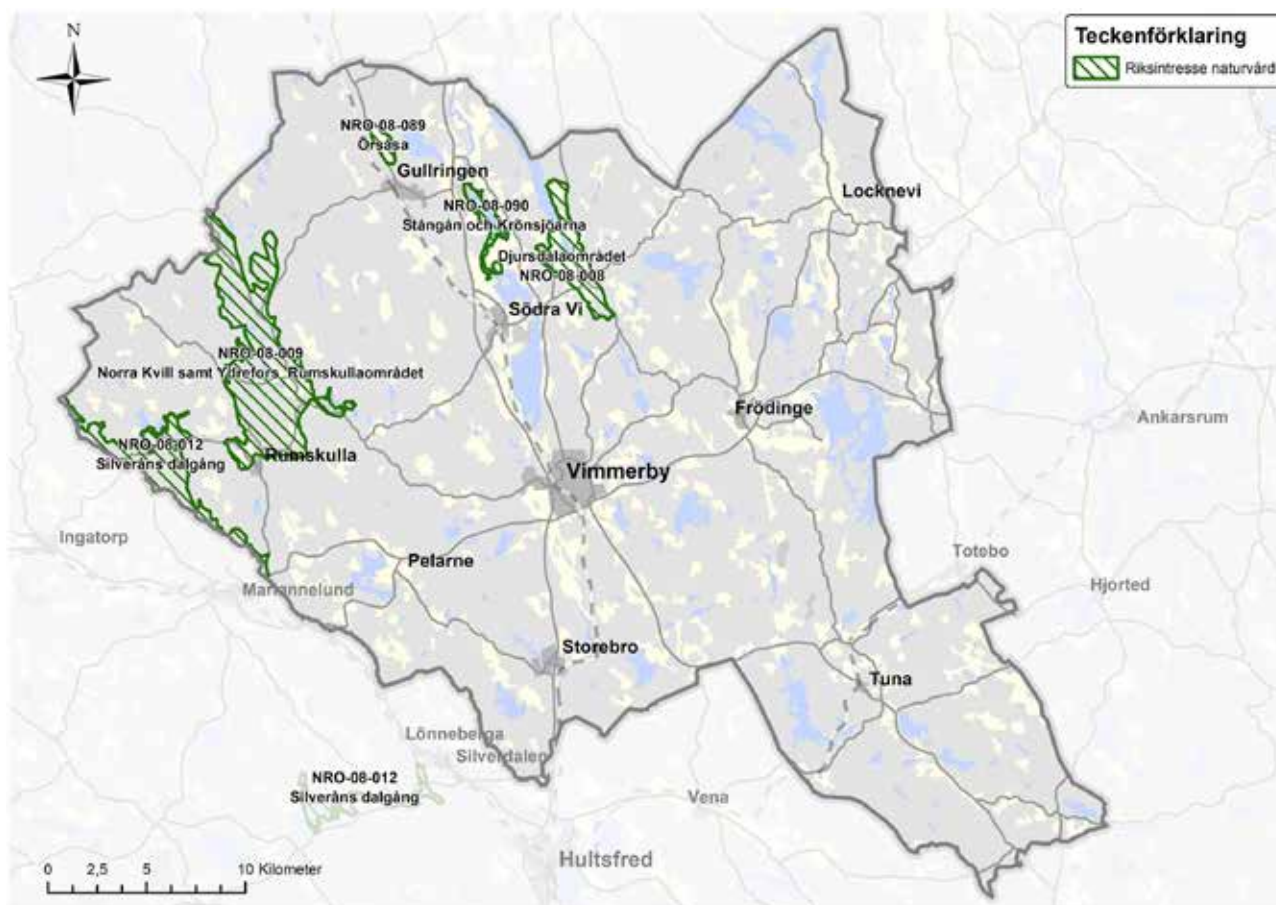 N
Teckenförklaring
Riksintresse naturvård
NRO-08-089
Örsåsa
Gullringen
NRO-08-090
Stångån och Krönsjöarna
Djursdalaområdet
NRO-08-008
Locknevi
Södra Vi
NRO-08-009
Norra Kvill samt Ydrefors, Rumskullaområdet
Frödinge
Ankarsrum
NRO-08-012
Silveråns dalgång
Rumskulla
Vimmerby
Ingatorp
Pelarne
Totebo
Mariannelund
Hjorted
Storebro
Tuna
Lönneberga
Silverdalen
NRO-08-012
Silveråns dalgång
Vena
0 2,5 5 10 Kilometer
Hultsfred